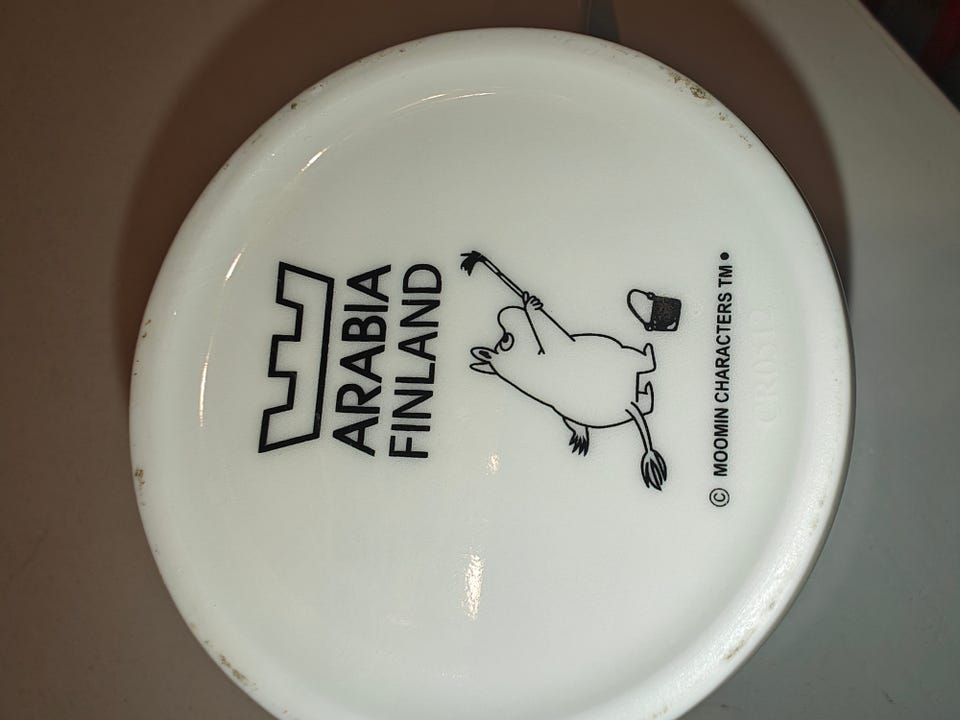 ARABIA
FINLAND
© MOOMIN CHARACTERS TM •